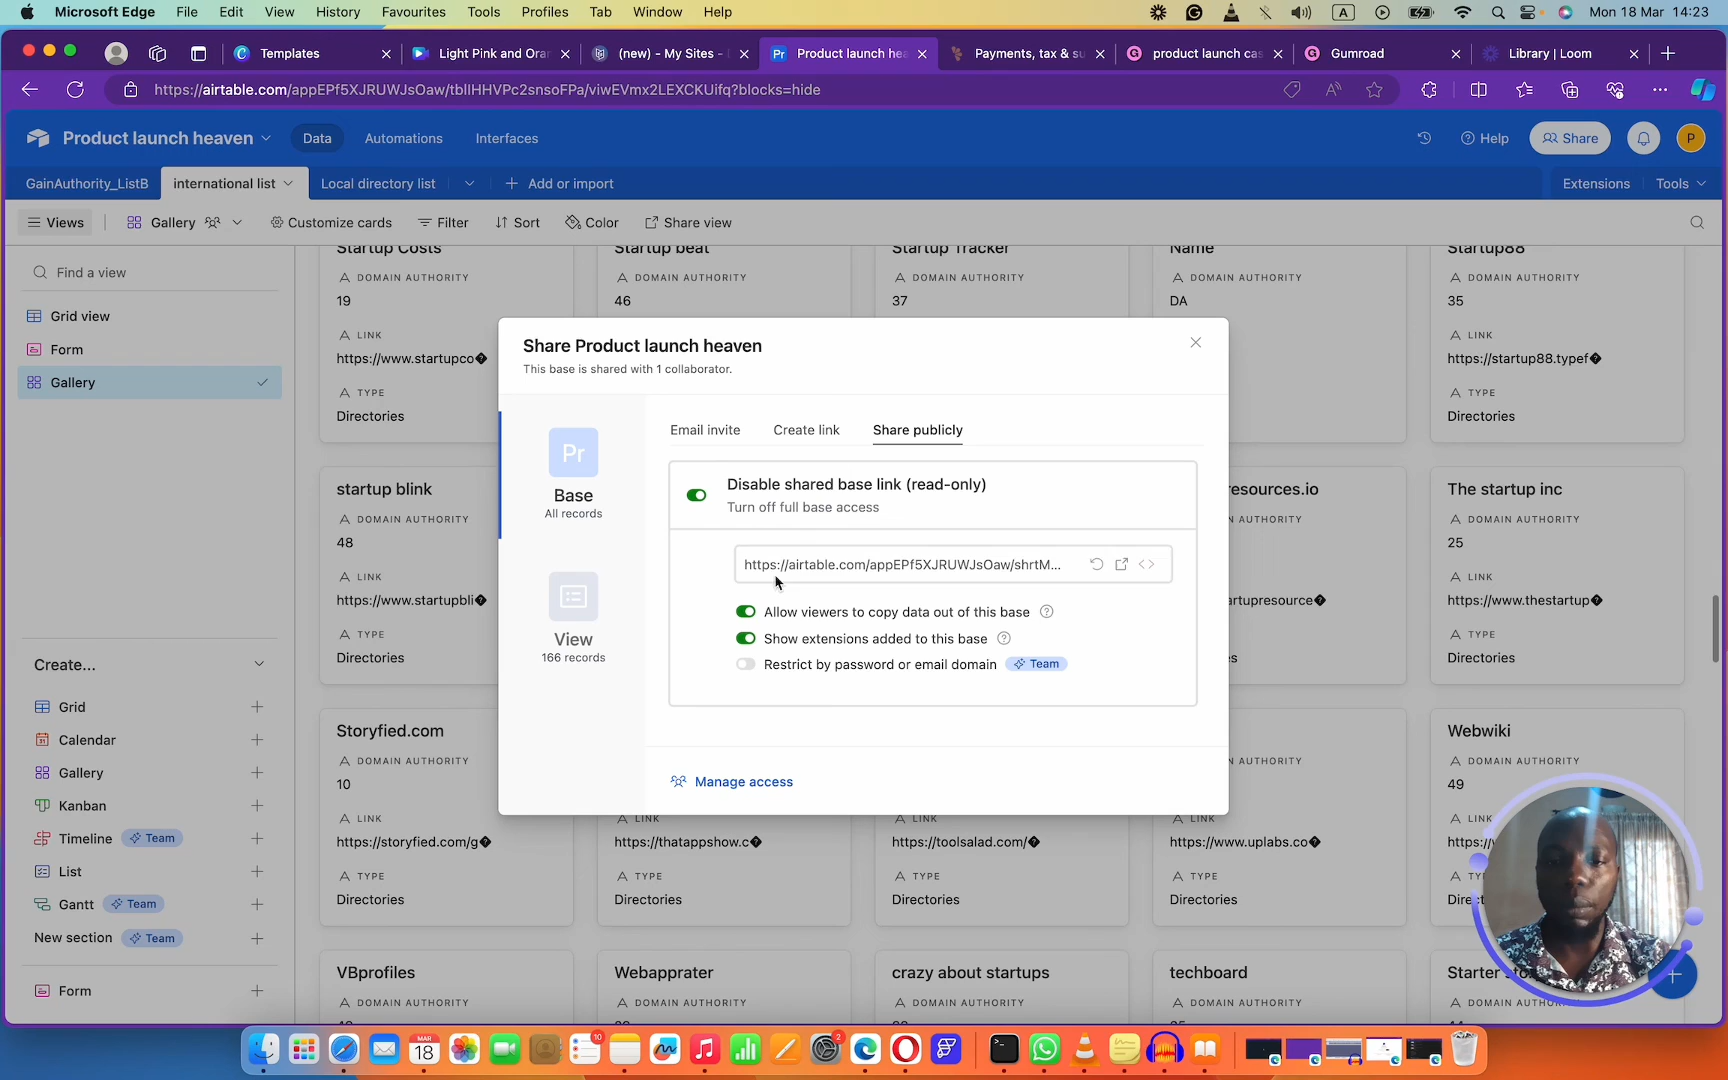 Microsoft Edge File Edit View History Favourites Tools Profiles Tab Window Help
A
Mon 18 Mar 14:23
Templates
Light Pink and Oran
(new) - My Sites -
Product launch hea
Payments, tax & su
product launch cas
Gumroad
Library | Loom
https://airtable.com/appEPf5XJRUWJsOaw/tblIHHVPc2snsoFPa/viwEVmx2LEXCKUifq?blocks=hide
Product launch heaven
Data
Automations
Interfaces
Help
Share
P
GainAuthority_ListB
international list
Local directory list
Add or import
Extensions
Tools
Views
Gallery
Customize cards
Filter
Sort
Color
Share view
Find a view
Grid view
Form
Gallery
Create...
Grid
Calendar
Gallery
Kanban
Timeline Team
List
Gantt Team
New section Team
Form
Startup Costs
DOMAIN AUTHORITY
19
LINK
https://www.startupco�
TYPE
Directories
Startup beat
DOMAIN AUTHORITY
46
Startup Tracker
DOMAIN AUTHORITY
37
Name
DOMAIN AUTHORITY
DA
Startup88
DOMAIN AUTHORITY
35
LINK
https://startup88.typef�
TYPE
Directories
Share Product launch heaven
This base is shared with 1 collaborator.
Pr
Base
All records
View
166 records
Email invite
Create link
Share publicly
Disable shared base link (read-only)
Turn off full base access
https://airtable.com/appEPf5XJRUWJsOaw/shrtM...
Allow viewers to copy data out of this base
Show extensions added to this base
Restrict by password or email domain Team
Manage access
startup blink
DOMAIN AUTHORITY
48
LINK
https://www.startupbli�
TYPE
Directories
esources.io
N AUTHORITY
artupresource�
es
The startup inc
DOMAIN AUTHORITY
25
LINK
https://www.thestartup�
TYPE
Directories
Storyfied.com
DOMAIN AUTHORITY
10
LINK
https://storyfied.com/g�
TYPE
Directories
LINK
https://thatappshow.c�
TYPE
Directories
LINK
https://toolsalad.com/�
TYPE
Directories
N AUTHORITY
LINK
https://www.uplabs.co�
TYPE
Directories
Webwiki
DOMAIN AUTHORITY
49
LINK
https://
TY
Direct
VBprofiles
DOMAIN AUTHORITY
Webapprater
DOMAIN AUTHORITY
crazy about startups
DOMAIN AUTHORITY
techboard
DOMAIN AUTHORITY
Starter sto
DOMAIN AUTHO
MAR
18
10
2